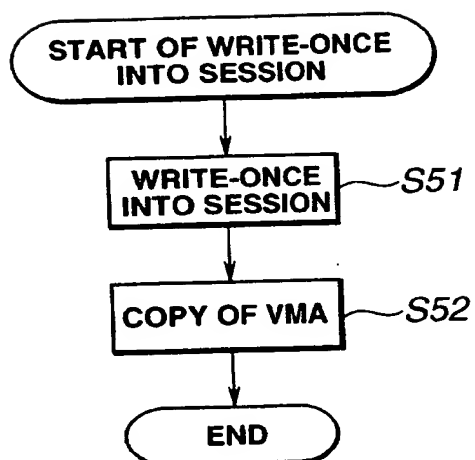 START OF WRITE-ONCE
INTO SESSION
WRITE-ONCE
INTO SESSION
S51
COPY OF VMA
S52
END